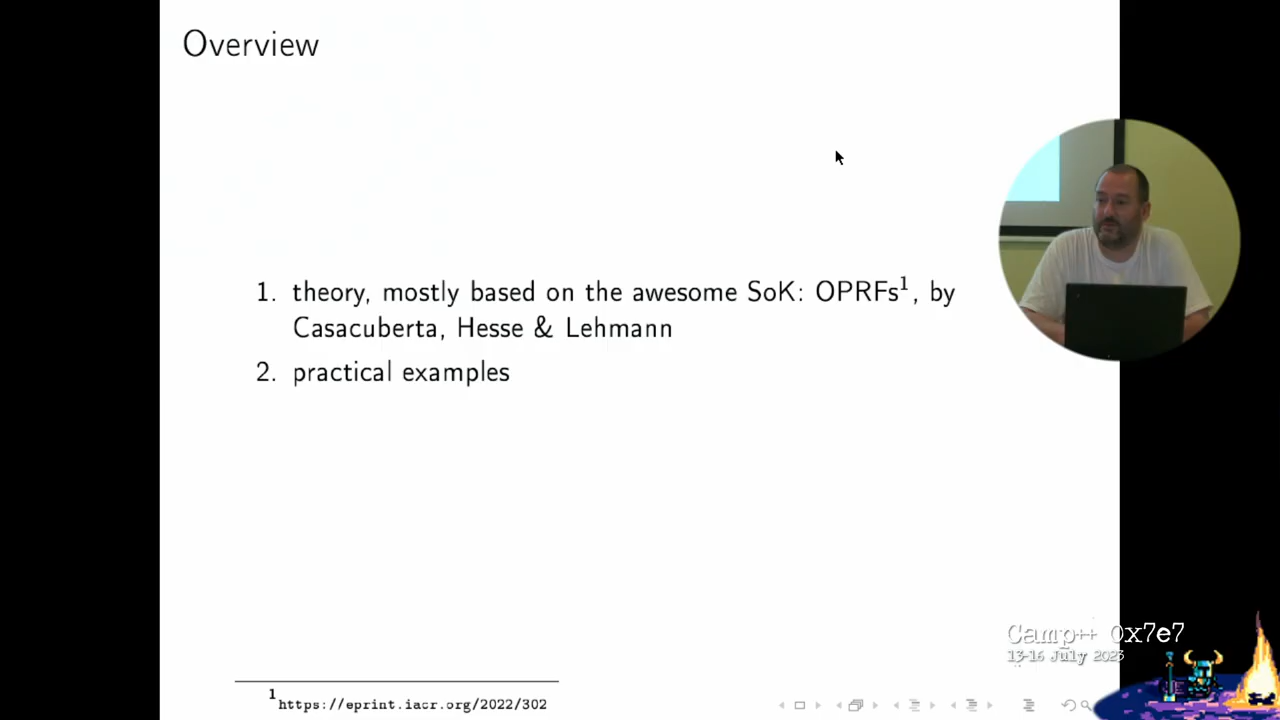 Overview
1. theory, mostly based on the awesome SoK: OPRFs¹, by
Casacuberta, Hesse & Lehmann
2. practical examples
¹https://eprint.iacr.org/2022/302
Camp++ 0x7e7
13-16 July 2023